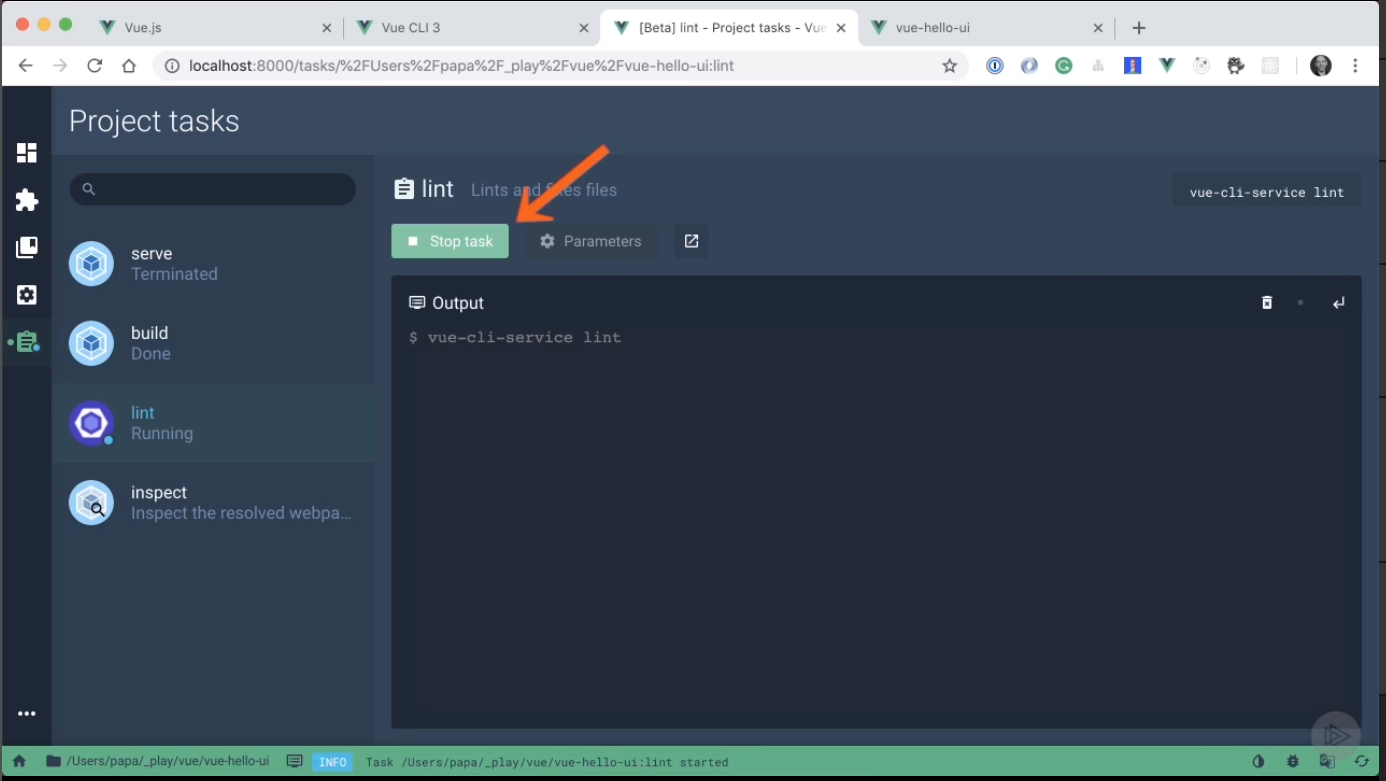 Vue.js
Vue CLI 3
[Beta] lint - Project tasks - Vue
vue-hello-ui
localhost:8000/tasks/%2FUsers%2Fpapa%2F_play%2Fvue%2Fvue-hello-ui:lint
Project tasks
lint Lints and fixes files
vue-cli-service lint
Stop task
Parameters
serve
Terminated
build
Done
lint
Running
inspect
Inspect the resolved webpa...
Output
$ vue-cli-service lint
/Users/papa/_play/vue/vue-hello-ui
INFO
Task /Users/papa/_play/vue/vue-hello-ui:lint started